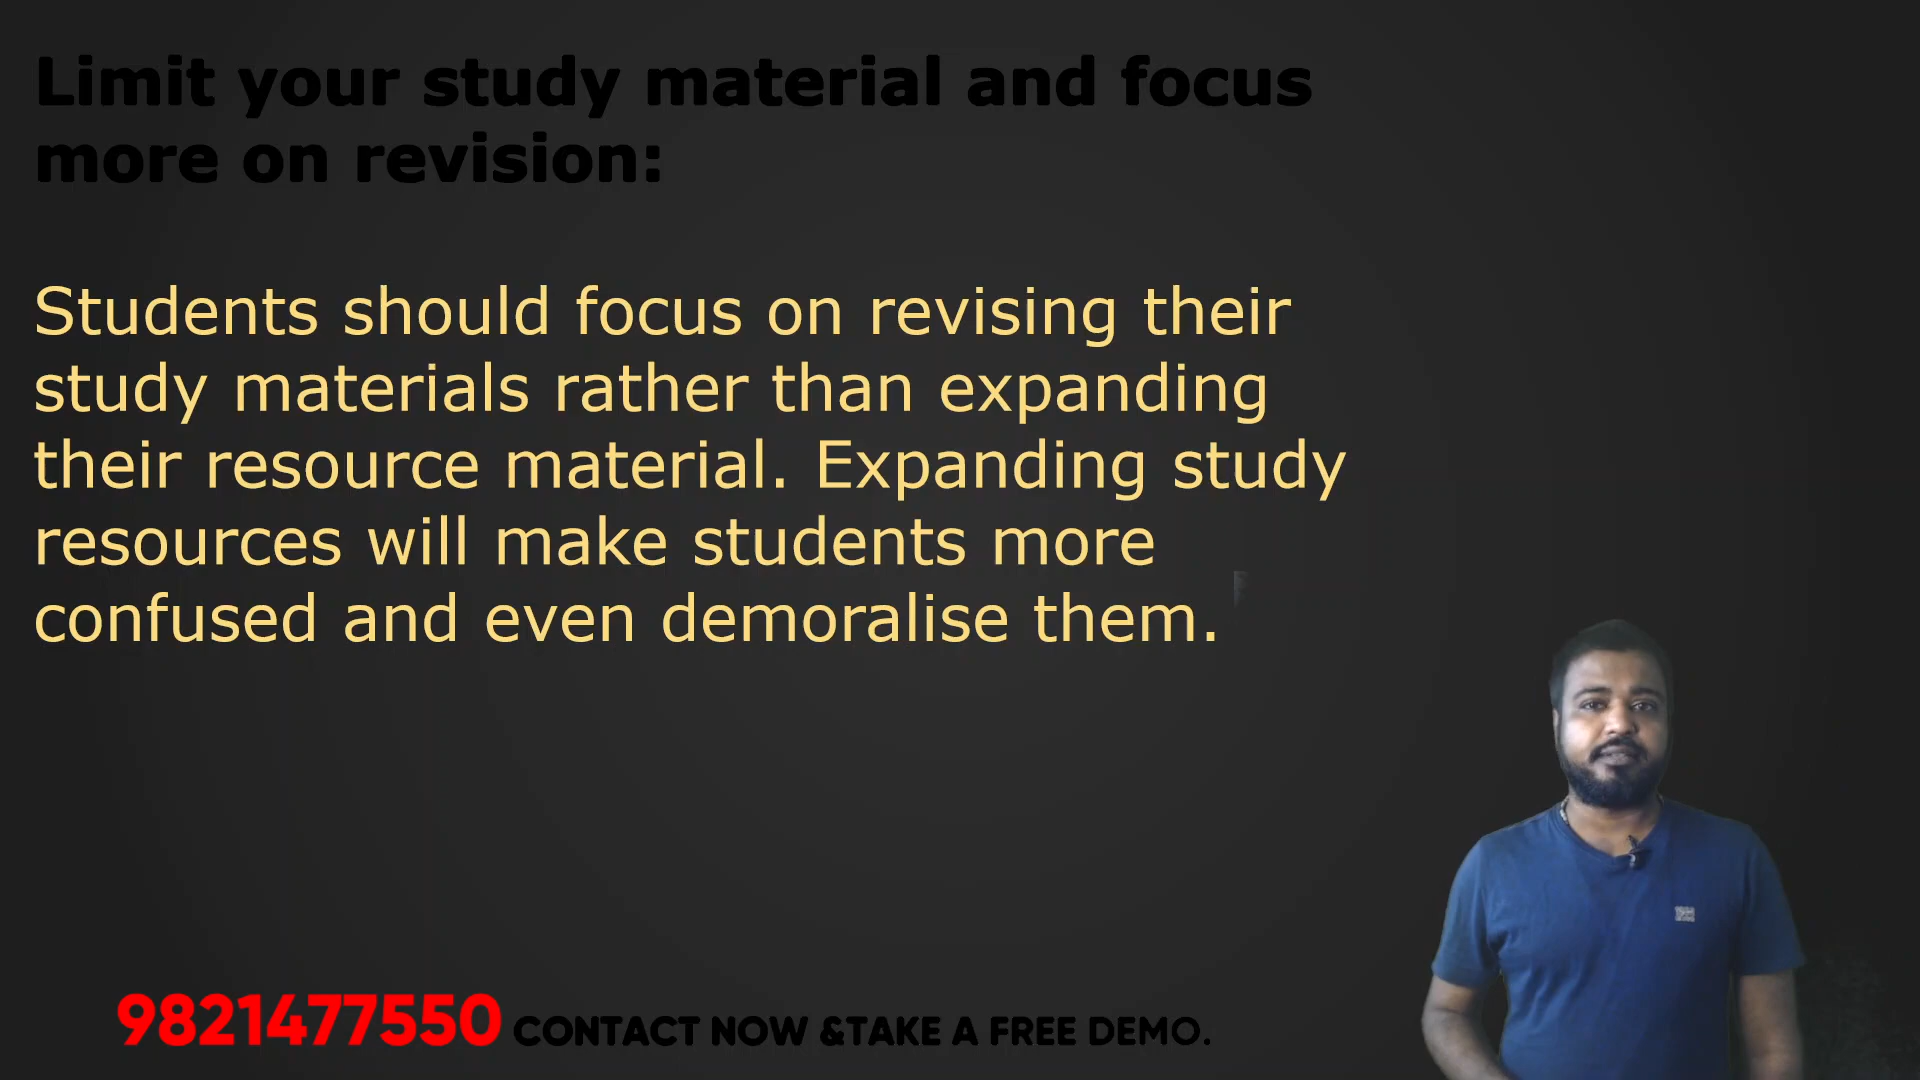 Limit your study material and focus
more on revision:
Students should focus on revising their
study materials rather than expanding
their resource material. Expanding study
resources will make students more
confused and even demoralise them.
9821477550 CONTACT NOW &TAKE A FREE DEMO.